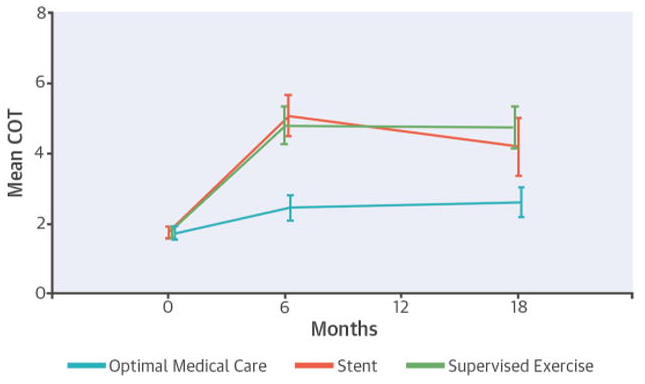 8
6
4
2
0
Mean COT
0 6 12 18
Months
Optimal Medical Care Stent Supervised Exercise